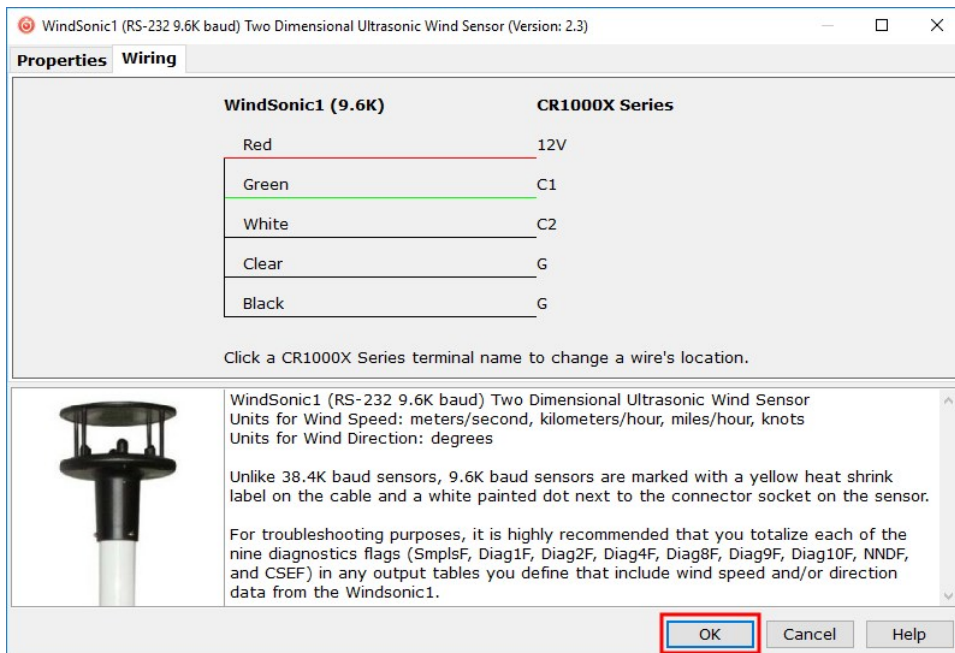 WindSonic1 (RS-232 9.6K baud) Two Dimensional Ultrasonic Wind Sensor (Version: 2.3)
Properties Wiring
WindSonic1 (9.6K) CR1000X Series
Red 12V
Green C1
White C2
Clear G
Black G
Click a CR1000X Series terminal name to change a wire's location.
WindSonic1 (RS-232 9.6K baud) Two Dimensional Ultrasonic Wind Sensor
Units for Wind Speed: meters/second, kilometers/hour, miles/hour, knots
Units for Wind Direction: degrees
Unlike 38.4K baud sensors, 9.6K baud sensors are marked with a yellow heat shrink
label on the cable and a white painted dot next to the connector socket on the sensor.
For troubleshooting purposes, it is highly recommended that you totalize each of the
nine diagnostics flags (SmplsF, Diag1F, Diag2F, Diag4F, Diag8F, Diag9F, Diag10F, NNDF,
and CSEF) in any output tables you define that include wind speed and/or direction
data from the Windsonic1.
OK Cancel Help